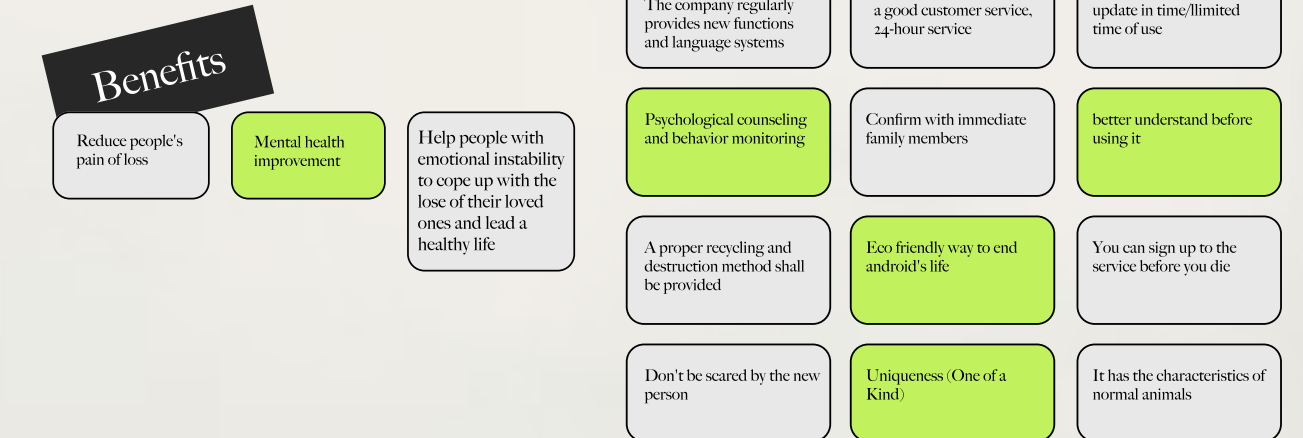 Benefits
Reduce people's
pain of loss
Mental health
improvement
Help people with
emotional instability
to cope up with the
lose of their loved
ones and lead a
healthy life
The company regularly
provides new functions
and language systems
a good customer service,
24-hour service
update in time/llimited
time of use
Psychological counseling
and behavior monitoring
Confirm with immediate
family members
better understand before
using it
A proper recycling and
destruction method shall
be provided
Eco friendly way to end
android's life
You can sign up to the
service before you die
Don't be scared by the new
person
Uniqueness (One of a
Kind)
It has the characteristics of
normal animals